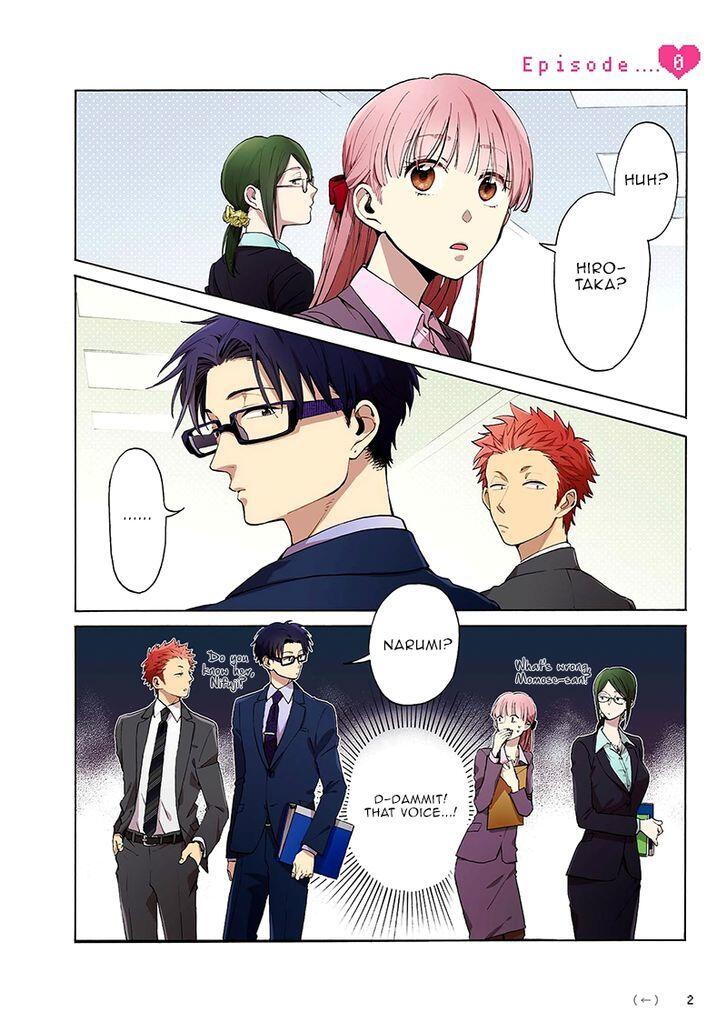 Episode.... 0
HUH?
HIRO-
TAKA?
......
NARUMI?
What's wrong,
Momose-san?
D-DAMMIT!
THAT VOICE...!
Do you
know her,
Nifuji?
(←) 2